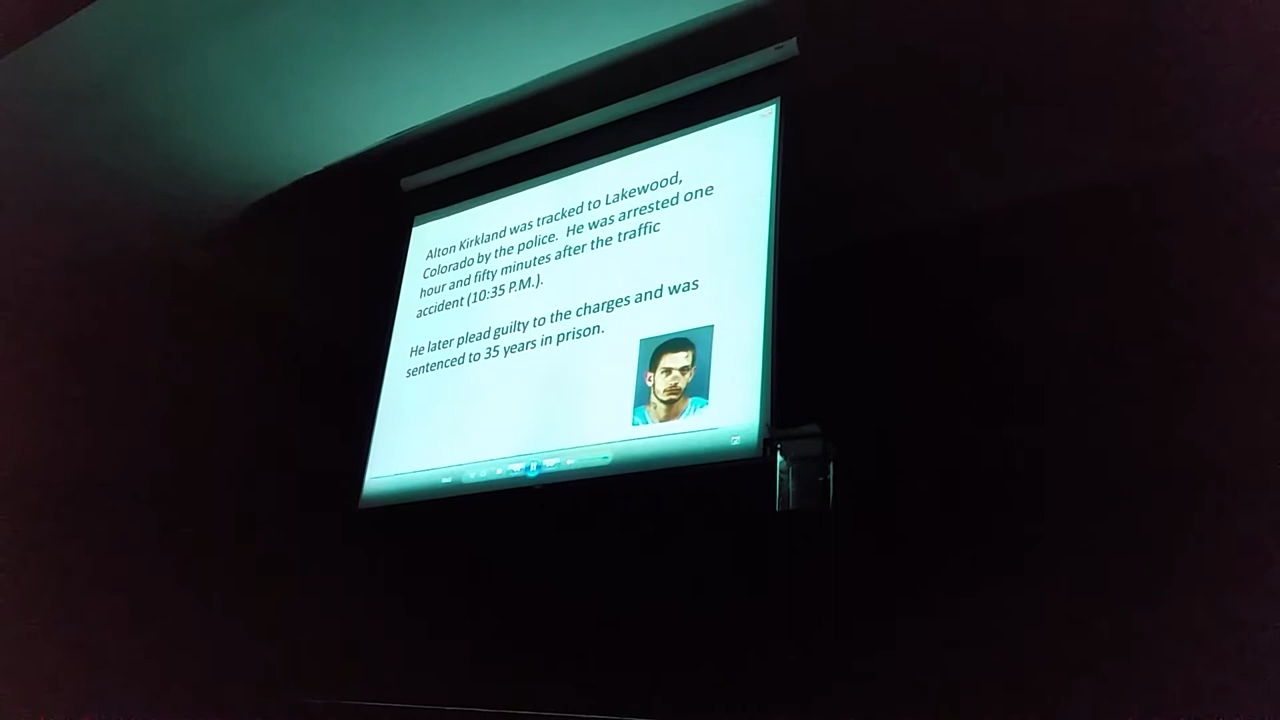 Alton Kirkland was tracked to Lakewood,
Colorado by the police. He was arrested one
hour and fifty minutes after the traffic
accident (10:35 P.M.).
He later plead guilty to the charges and was
sentenced to 35 years in prison.